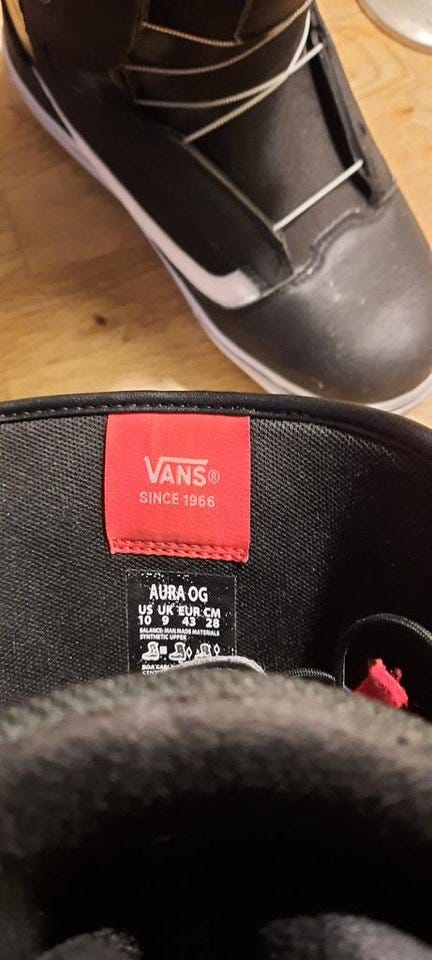 VANS®
SINCE 1966
AURA OG
US UK EUR CM
10 9 43 28
BALANCE: MAN MADE MATERIALS
SYNTHETIC UPPER